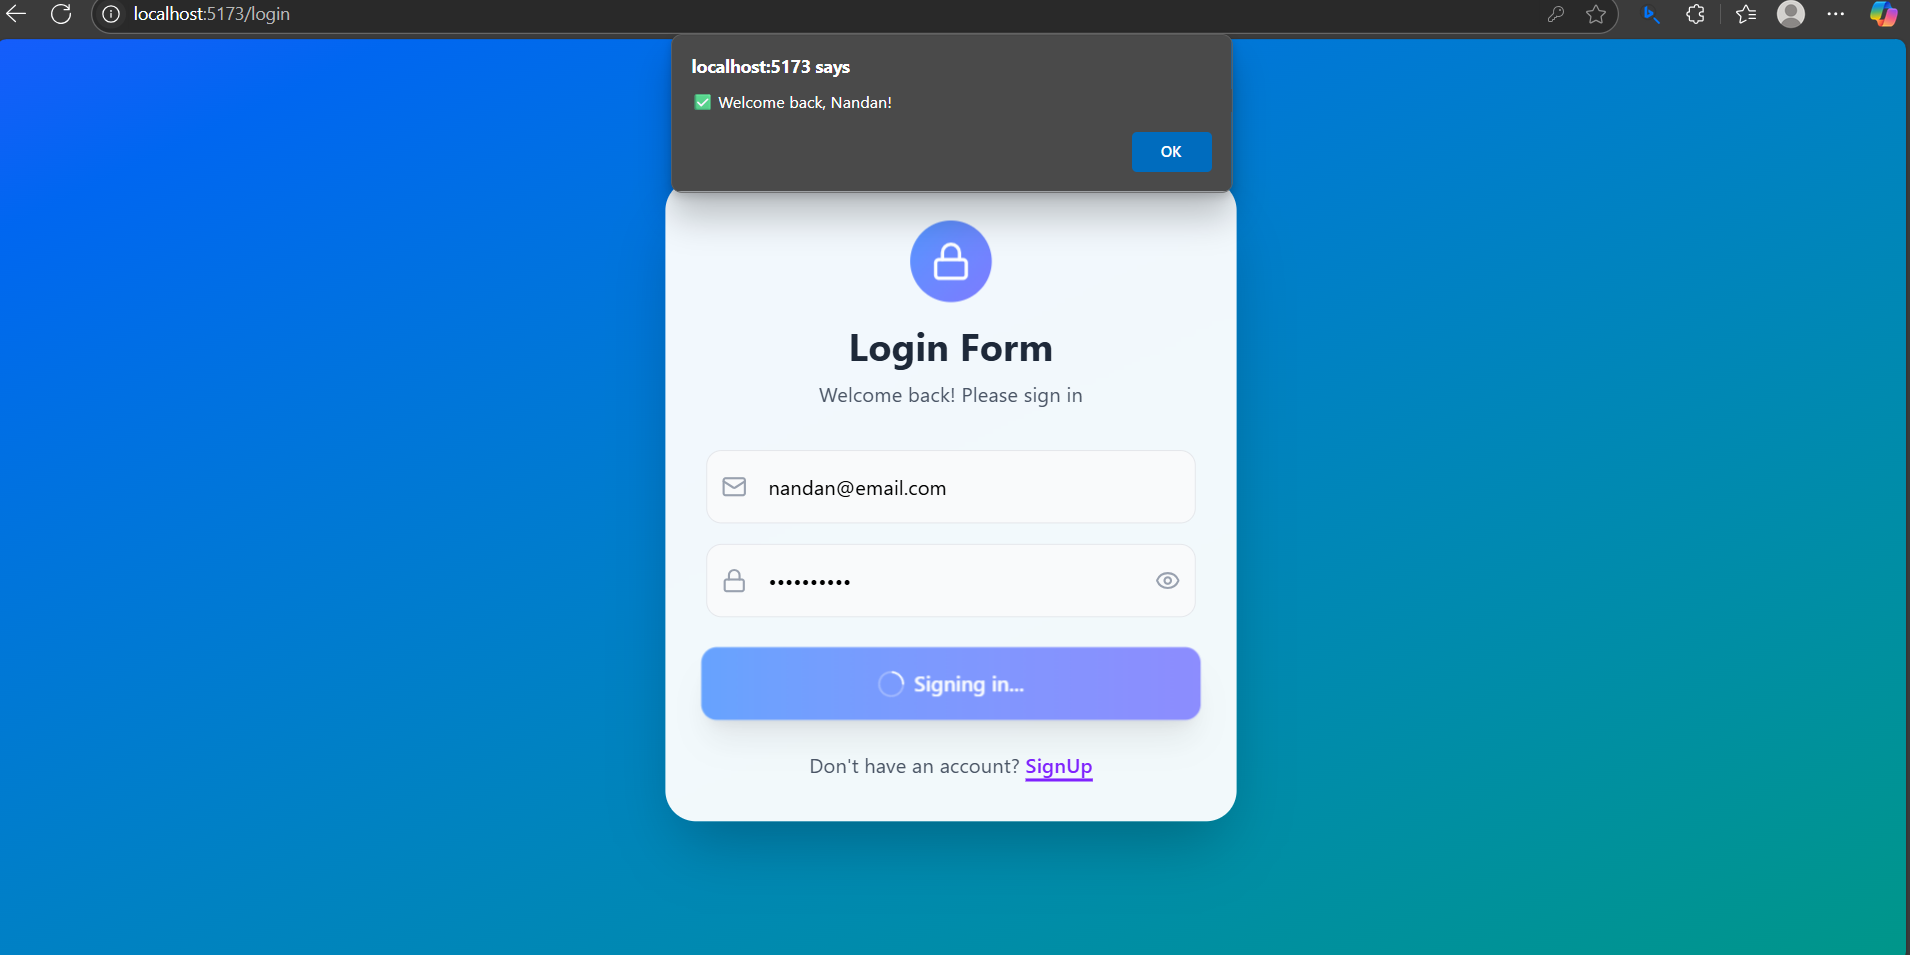 localhost:5173/login
localhost:5173 says
✅ Welcome back, Nandan!
OK
Login Form
Welcome back! Please sign in
nandan@email.com
••••••••••
Signing in...
Don't have an account? SignUp